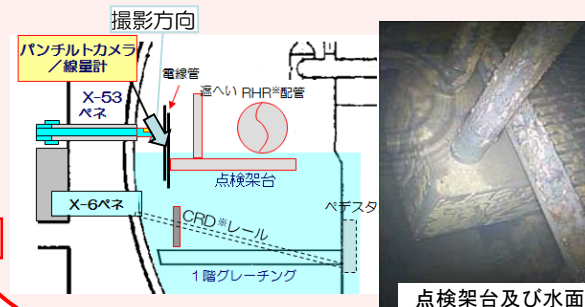 撮影方向
パンチルトカメラ
／線量計
電線管
遮へい RHR※配管
X-53
ペネ
点検架台
X-6ペネ
CRD※レール
ペデスタ
1階グレーチング
点検架台及び水面